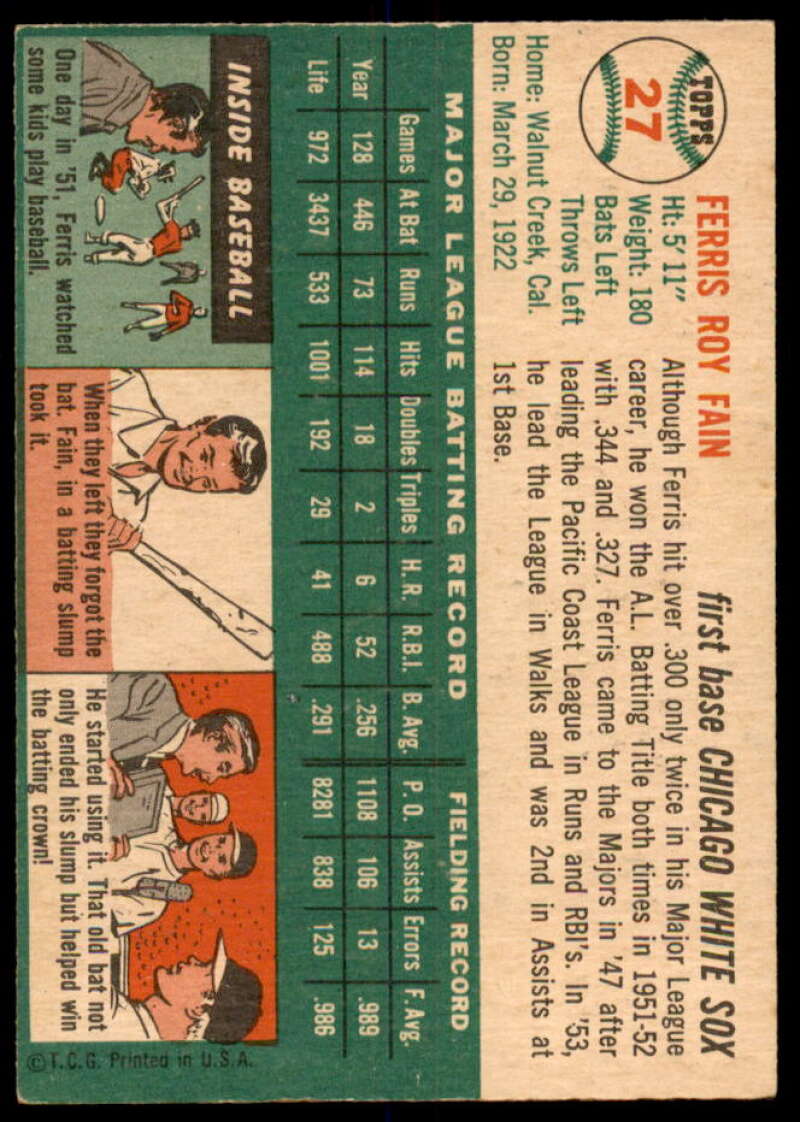 TOPPS
27
FERRIS ROY FAIN
first base CHICAGO WHITE SOX
Ht: 5' 11"
Weight: 180
Bats Left
Throws Left
Home: Walnut Creek, Cal.
Born: March 29, 1922
Although Ferris hit over .300 only twice in his Major League
career, he won the A.L. Batting Title both times in 1951-52
with .344 and .327. Ferris came to the Majors in '47 after
leading the Pacific Coast League in Runs and RBI's. In '53,
he lead the League in Walks and was 2nd in Assists at
1st Base.
MAJOR LEAGUE BATTING RECORD FIELDING RECORD
Games At Bat Runs Hits Doubles Triples H.R. R.B.I. B. Avg. P. O. Assists Errors F. Avg.
Year 128 446 73 114 18 2 6 52 .256 1108 106 13 .989
Life 972 3437 533 1001 192 29 41 488 .291 8281 838 125 .986
INSIDE BASEBALL
One day in '51, Ferris watched
some kids play baseball.
When they left they forgot the
bat. Fain, in a batting slump
took it.
He started using it. That old bat not
only ended his slump but helped win
the batting crown!
© T.C.G. Printed in U.S.A.